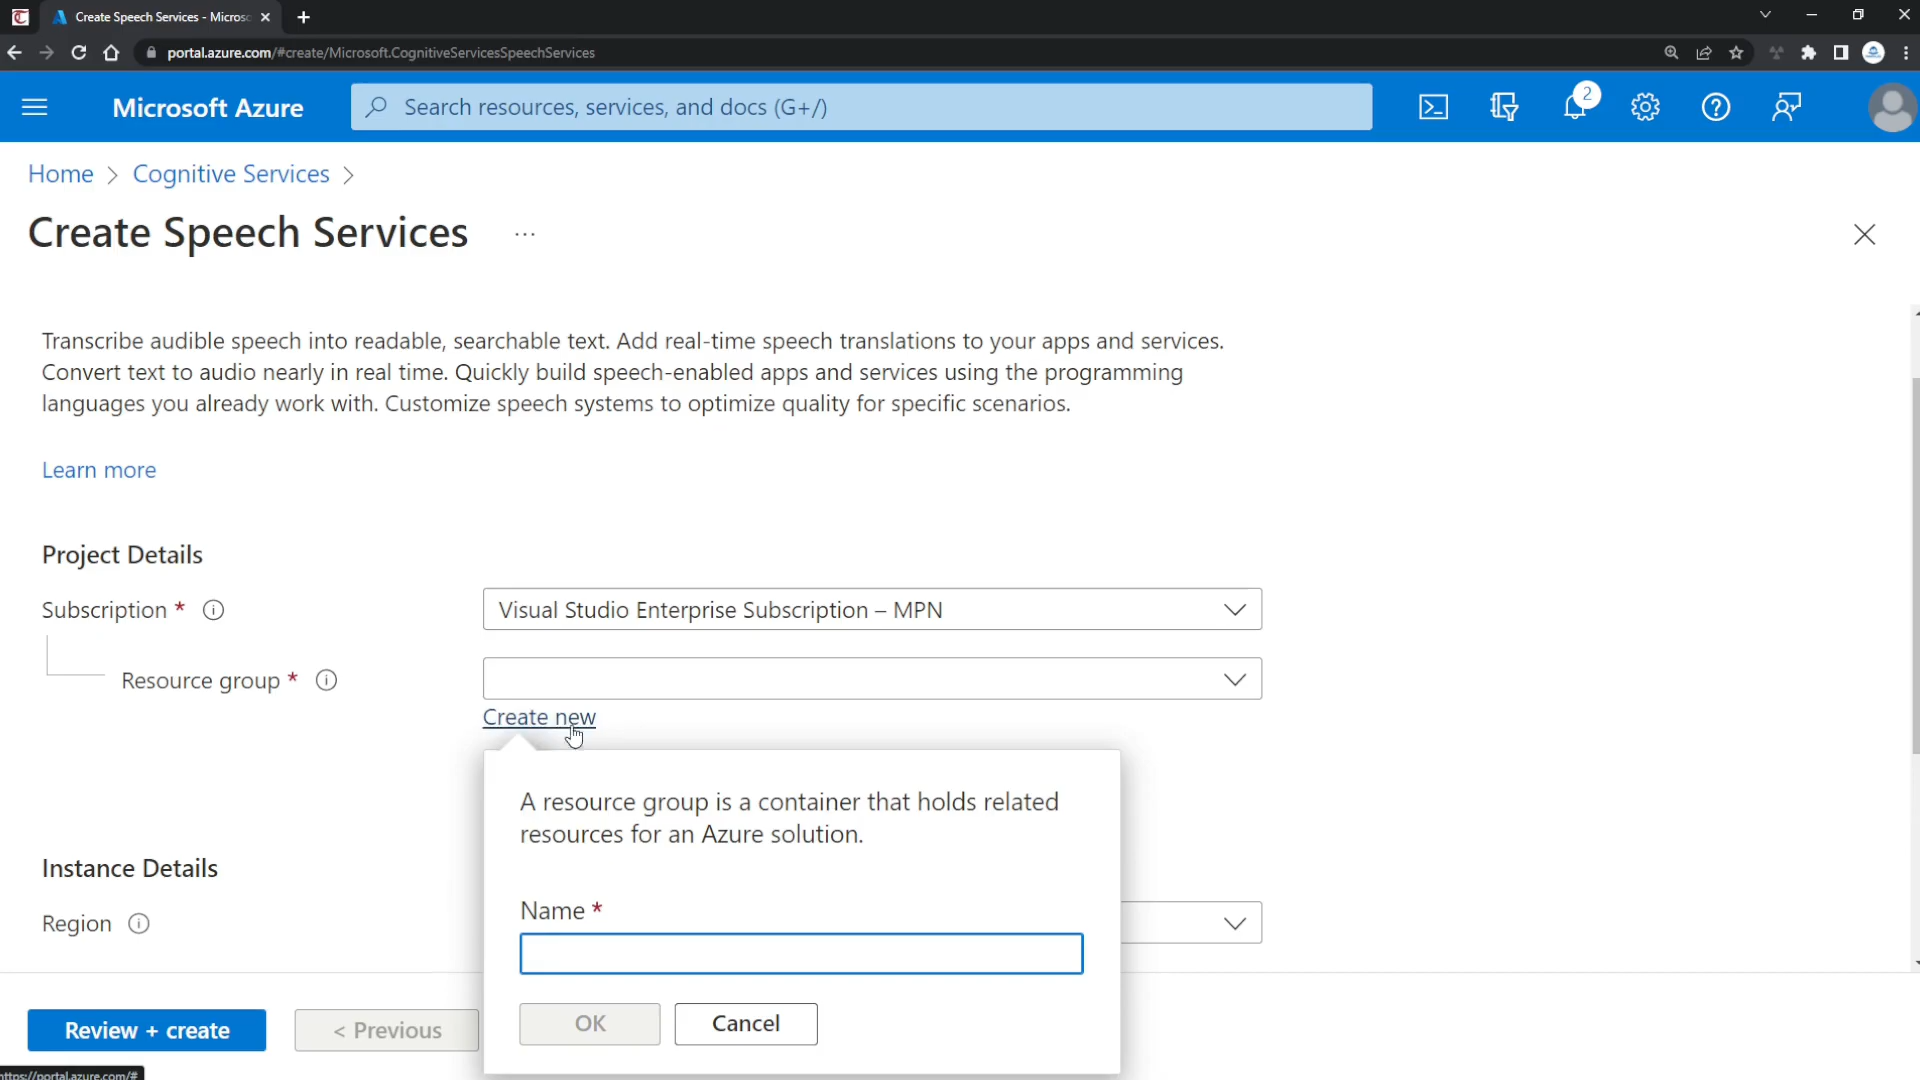 Create Speech Services - Micros
portal.azure.com/#create/Microsoft.CognitiveServicesSpeechServices
Microsoft Azure
Search resources, services, and docs (G+/)
2
Home > Cognitive Services >
Create Speech Services ...
Transcribe audible speech into readable, searchable text. Add real-time speech translations to your apps and services.
Convert text to audio nearly in real time. Quickly build speech-enabled apps and services using the programming
languages you already work with. Customize speech systems to optimize quality for specific scenarios.
Learn more
Project Details
Subscription *
Visual Studio Enterprise Subscription – MPN
Resource group *
Create new
A resource group is a container that holds related
resources for an Azure solution.
Name *
OK
Cancel
Instance Details
Region
Review + create
< Previous
https://portal.azure.com/#